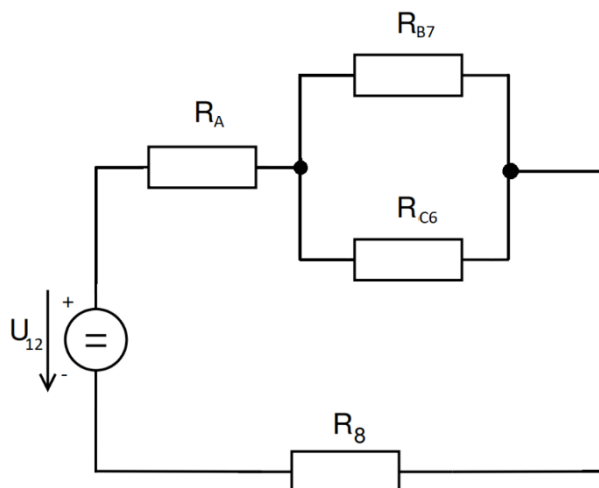 R_B7
R_A
R_C6
+
U_12
=
-
R_8